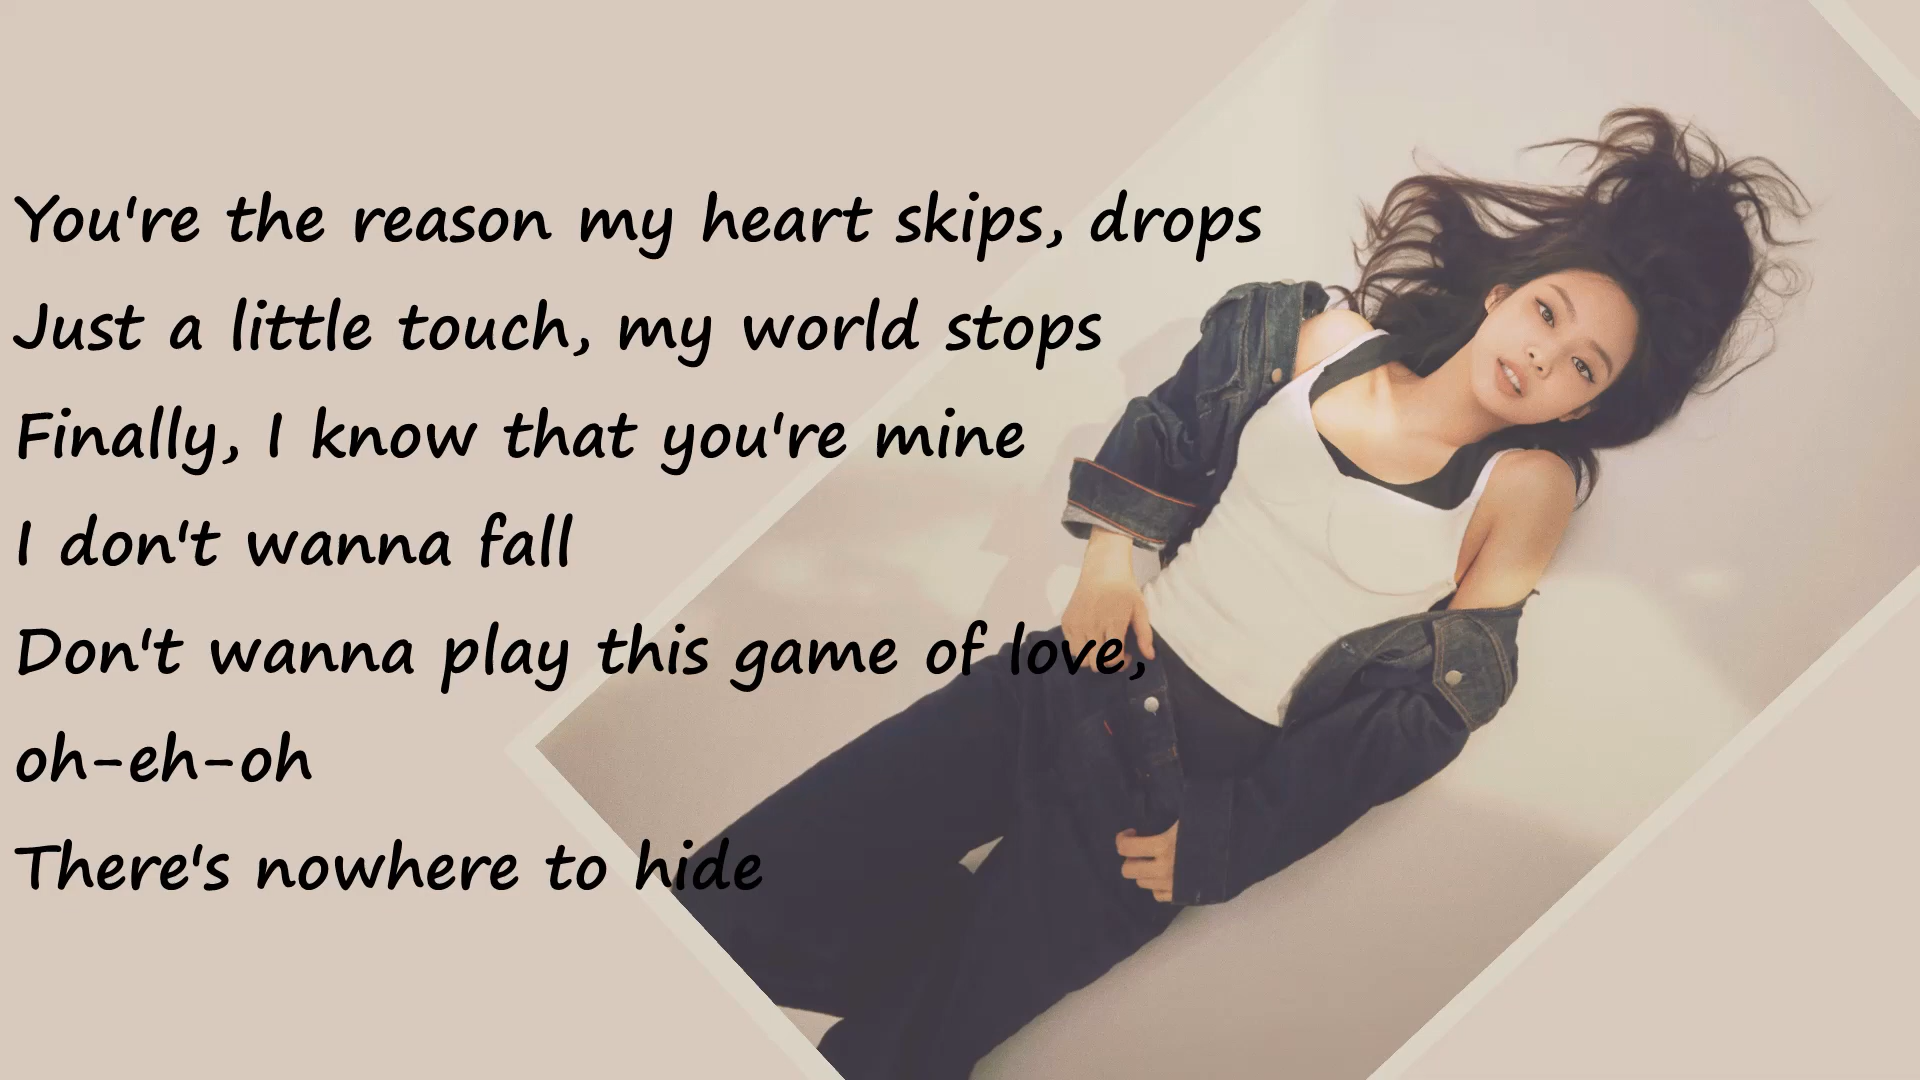 You're the reason my heart skips, drops
Just a little touch, my world stops
Finally, I know that you're mine
I don't wanna fall
Don't wanna play this game of love,
oh-eh-oh
There's nowhere to hide